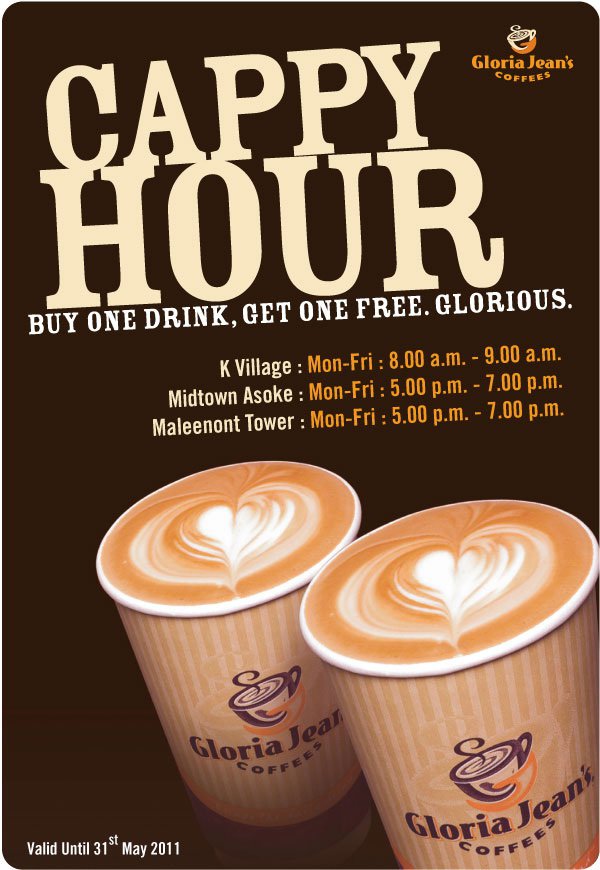 Gloria Jean's
COFFEES
CAPPY
HOUR
BUY ONE DRINK, GET ONE FREE. GLORIOUS.
K Village : Mon-Fri : 8.00 a.m. - 9.00 a.m.
Midtown Asoke : Mon-Fri : 5.00 p.m. - 7.00 p.m.
Maleenont Tower : Mon-Fri : 5.00 p.m. - 7.00 p.m.
Gloria Jean
COFFEES
Gloria Jean's
COFFEES
Valid Until 31st May 2011